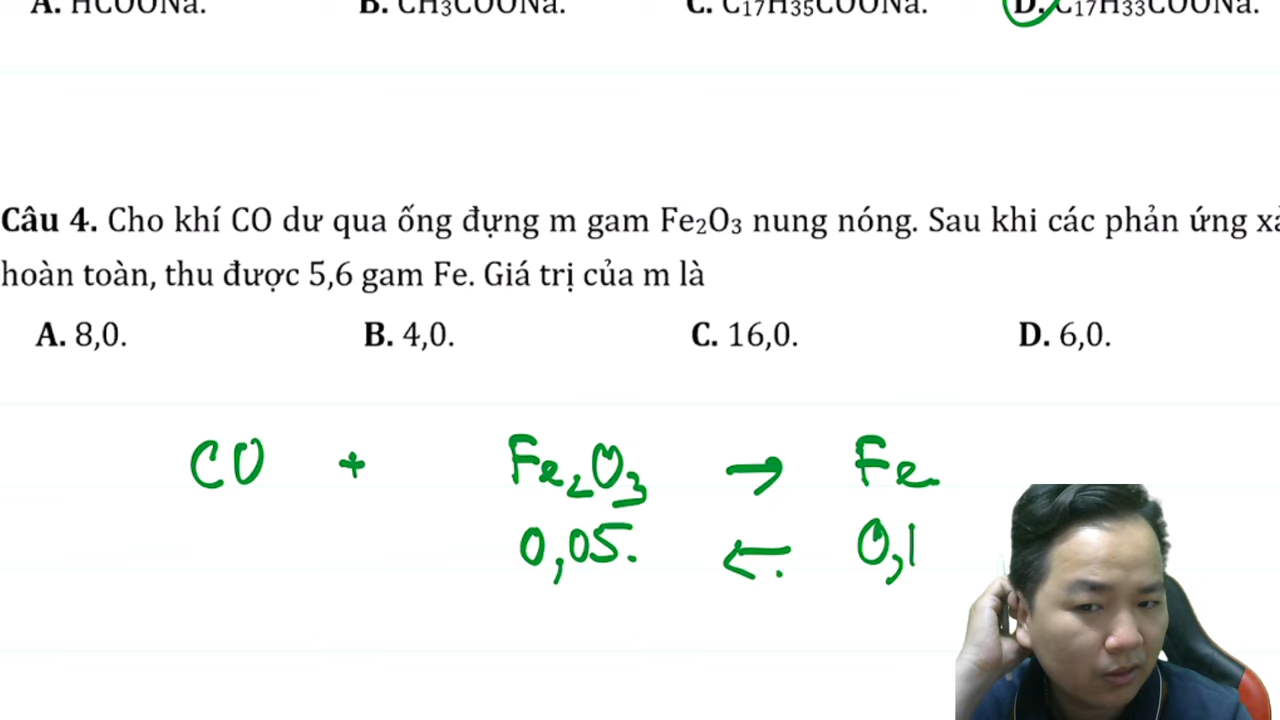 A. HCOONa. B. CH₃COONa. C. C₁₇H₃₅COONa. D. C₁₇H₃₃COONa.
Câu 4. Cho khí CO dư qua ống đựng m gam Fe₂O₃ nung nóng. Sau khi các phản ứng xả
hoàn toàn, thu được 5,6 gam Fe. Giá trị của m là
A. 8,0. B. 4,0. C. 16,0. D. 6,0.
CO + Fe₂O₃ → Fe
0,05. ← 0,1